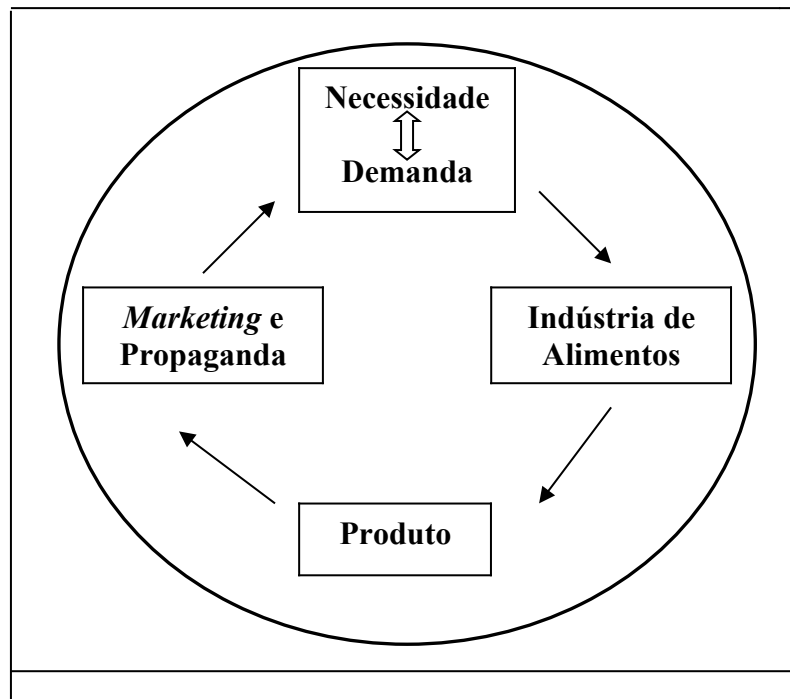 Necessidade
Demanda
Marketing e
Propaganda
Indústria de
Alimentos
Produto